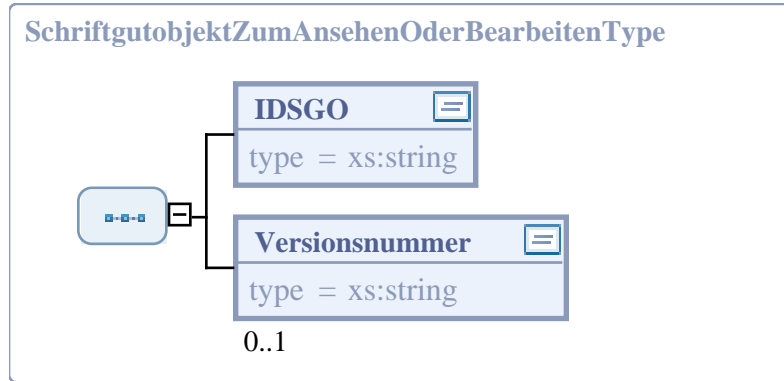 SchriftgutobjektZumAnsehenOderBearbeitenType
IDSGO
type = xs:string
Versionsnummer
type = xs:string
0..1